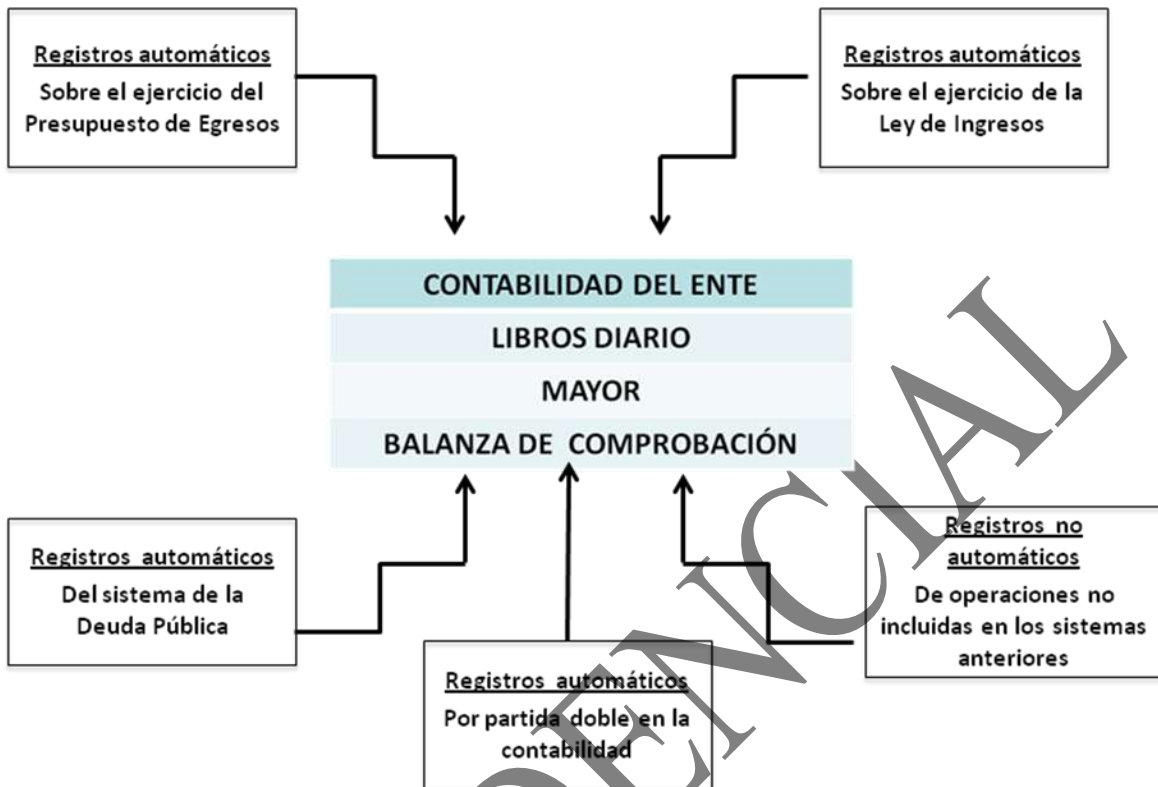 Registros automáticos
Sobre el ejercicio del
Presupuesto de Egresos
Registros automáticos
Sobre el ejercicio de la
Ley de Ingresos
CONTABILIDAD DEL ENTE
LIBROS DIARIO
MAYOR
BALANZA DE COMPROBACIÓN
Registros automáticos
Del sistema de la
Deuda Pública
Registros automáticos
Por partida doble en la
contabilidad
Registros no
automáticos
De operaciones no
incluidas en los sistemas
anteriores
DENCIAL